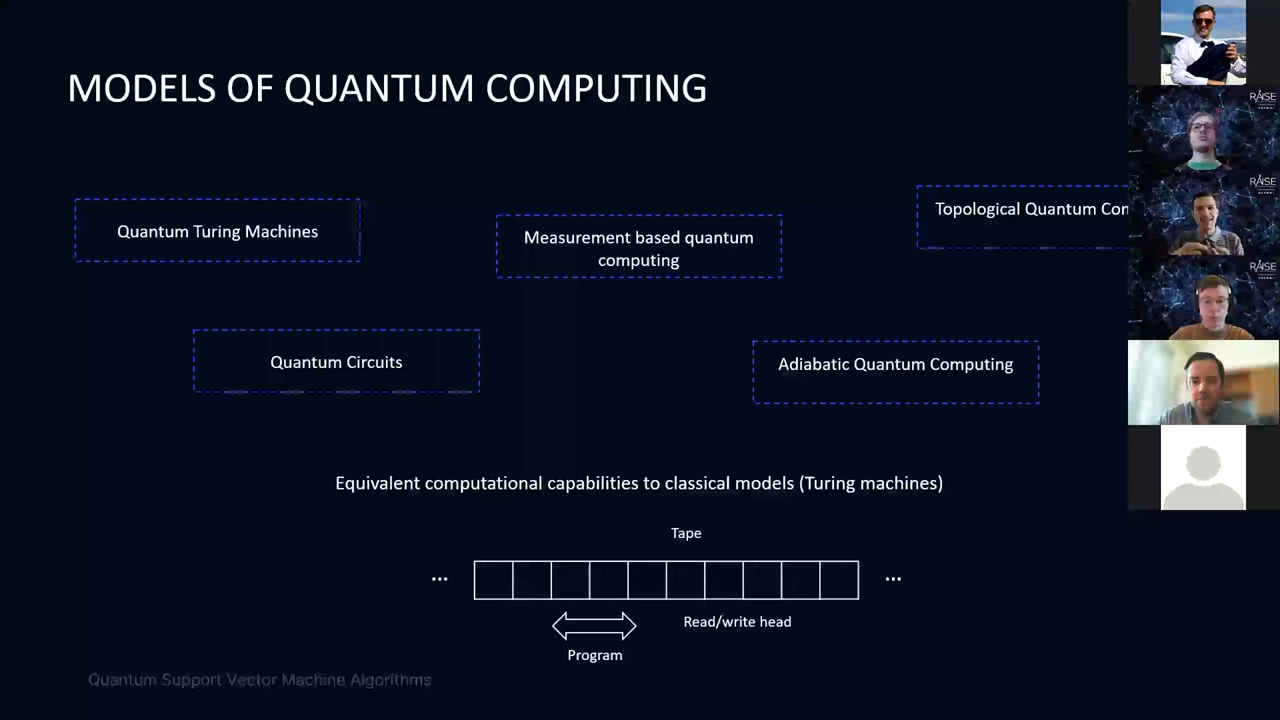 MODELS OF QUANTUM COMPUTING
Quantum Turing Machines
Measurement based quantum
computing
Topological Quantum
Quantum Circuits
Adiabatic Quantum Computing
Equivalent computational capabilities to classical models (Turing machines)
Tape
...
...
Read/write head
Program
Quantum Support Vector Machine Algorithms
RAISE
RAISE
RAISE